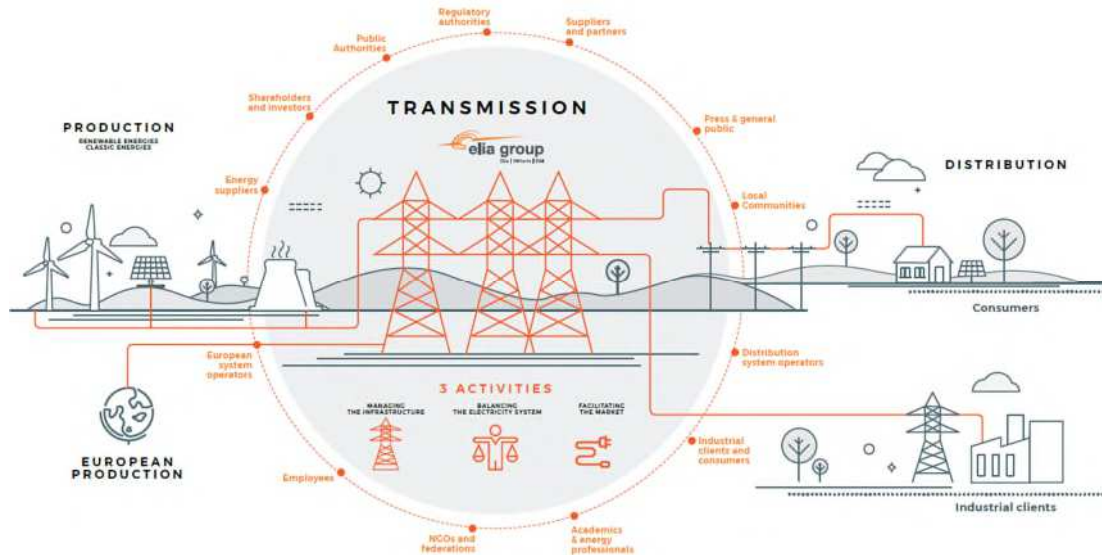 Regulatory
authorities
Suppliers
and partners
Public
Authorities
Shareholders
and investors
TRANSMISSION
elia group
Press & general
public
PRODUCTION
RENEWABLE ENERGIES
CLASSIC ENERGIES
DISTRIBUTION
Energy
suppliers
Local
Communities
Consumers
European
system
operators
Distribution
system operators
3 ACTIVITIES
MANAGING
THE INFRASTRUCTURE
BALANCING
THE ELECTRICITY SYSTEM
FACILITATING
THE MARKET
EUROPEAN
PRODUCTION
Industrial
clients and
consumers
Employees
Industrial clients
NGOs and
federations
Academics
& energy
professionals